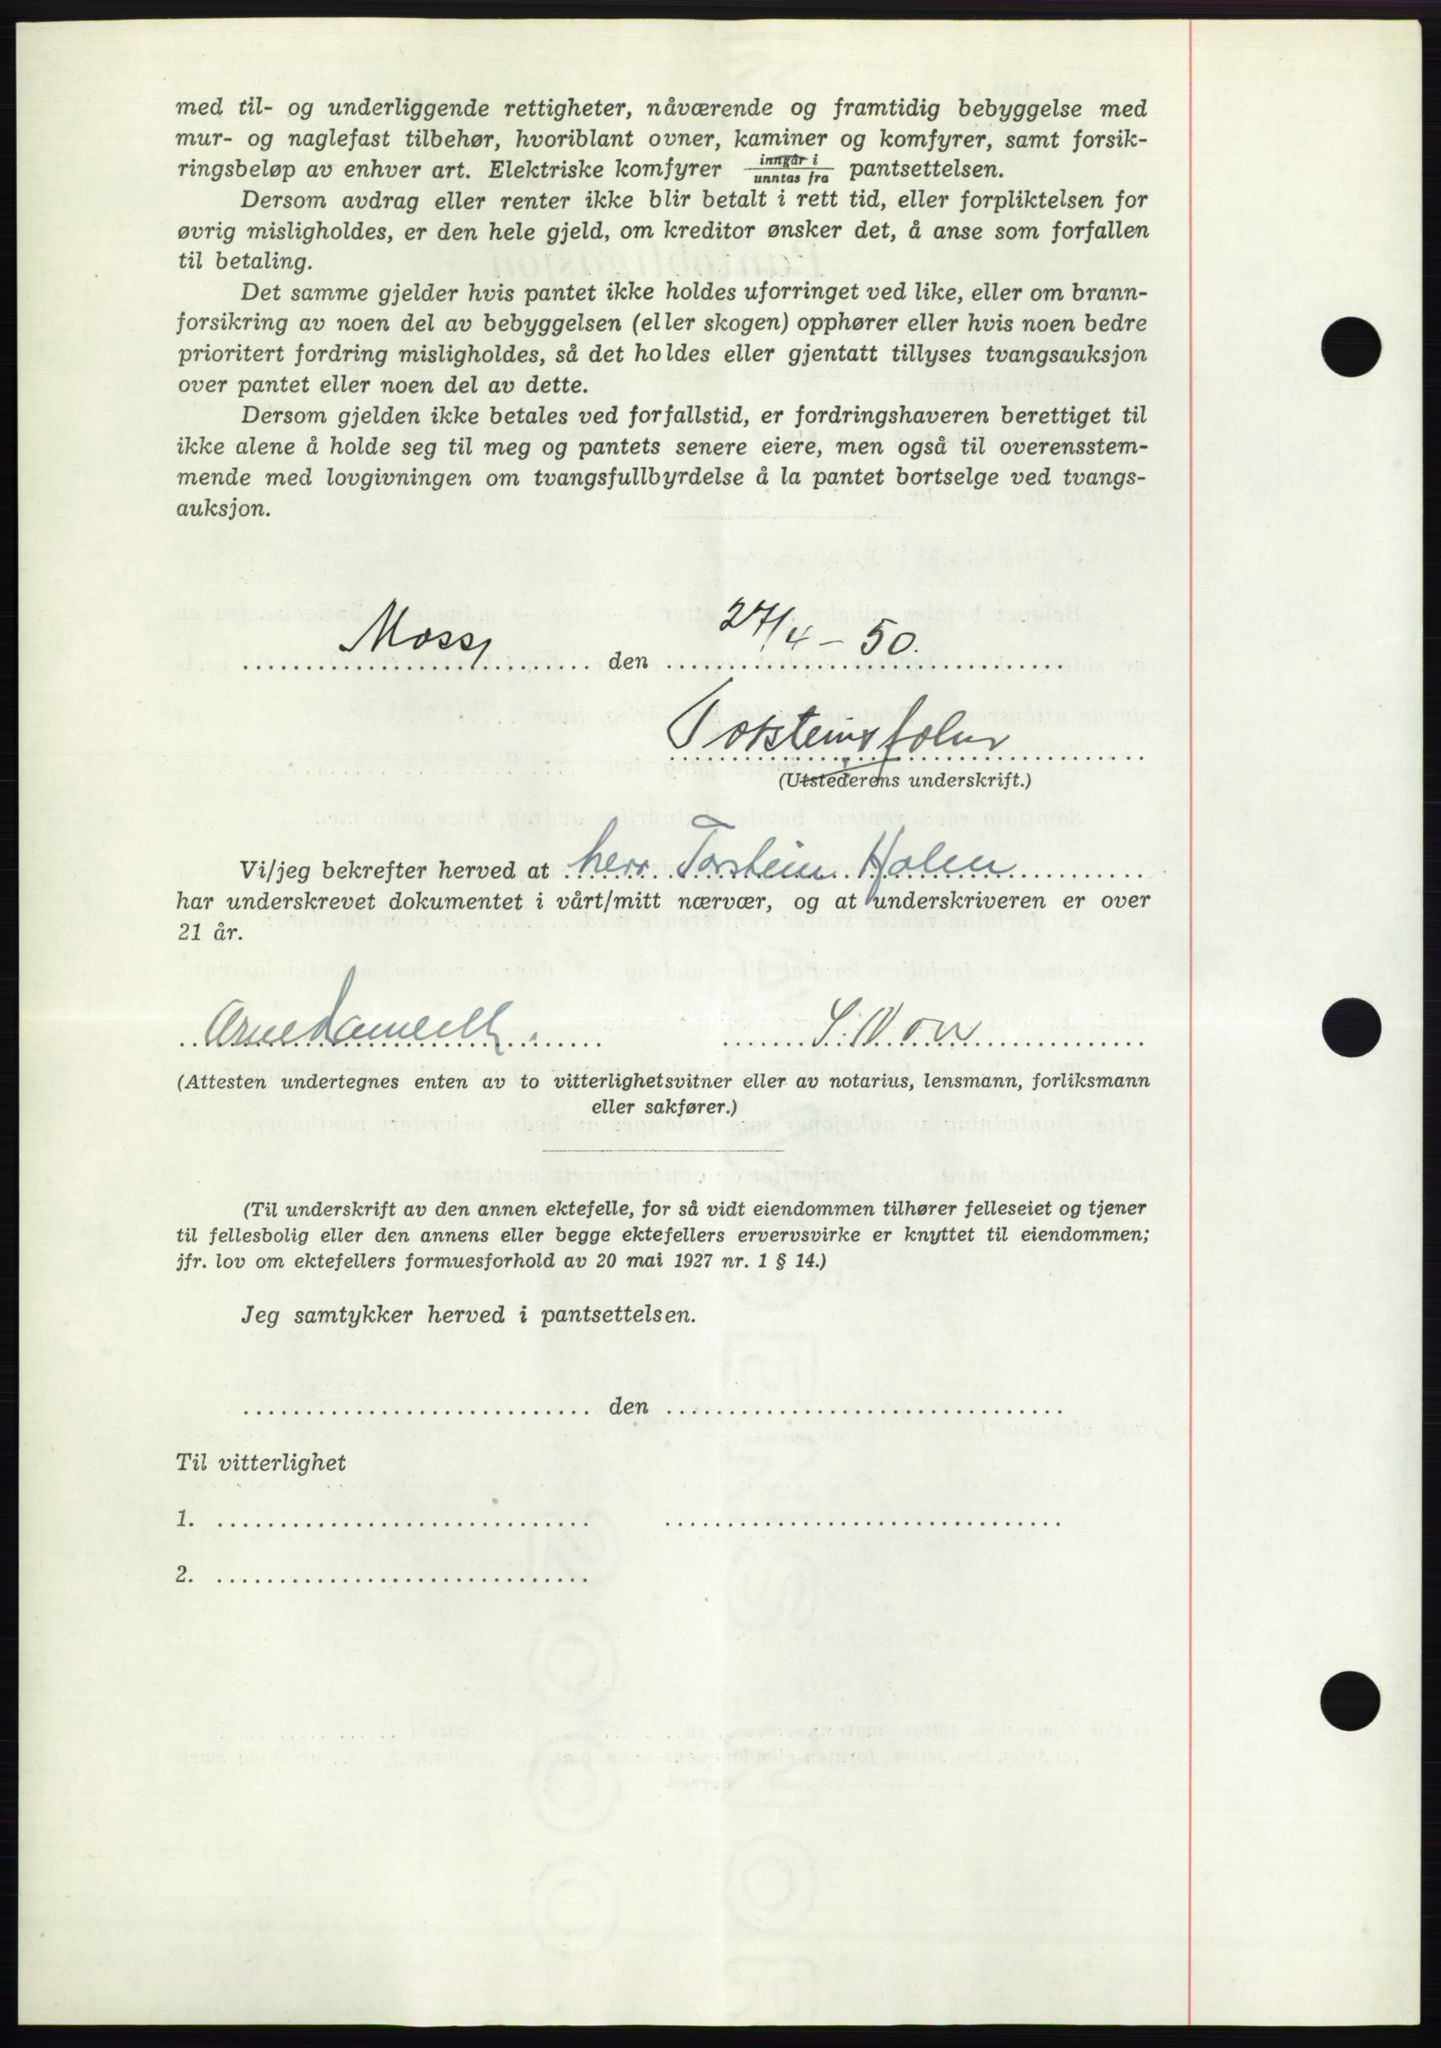 med til- og underliggende rettigheter, nåværende og framtidig bebyggelse med
mur- og naglefast tilbehør, hvoriblant ovner, kaminer og komfyrer, samt forsik-
ringsbeløp av enhver art. Elektriske komfyrer inngår i / unntas fra pantsettelsen.
Dersom avdrag eller renter ikke blir betalt i rett tid, eller forpliktelsen for
øvrig misligholdes, er den hele gjeld, om kreditor ønsker det, å anse som forfallen
til betaling.
Det samme gjelder hvis pantet ikke holdes uforringet ved like, eller om brann-
forsikring av noen del av bebyggelsen (eller skogen) opphører eller hvis noen bedre
prioritert fordring misligholdes, så det holdes eller gjentatt tillyses tvangsauksjon
over pantet eller noen del av dette.
Dersom gjelden ikke betales ved forfallstid, er fordringshaveren berettiget til
ikke alene å holde seg til meg og pantets senere eiere, men også til overensstem-
mende med lovgivningen om tvangsfullbyrdelse å la pantet bortselge ved tvangs-
auksjon.
Moss den 27/4-50.
Torstein Holm
(Utstederens underskrift.)
Vi/jeg bekrefter herved at herr Torstein Holm
har underskrevet dokumentet i vårt/mitt nærvær, og at underskriveren er over
21 år.
Arne
(Attesten undertegnes enten av to vitterlighetsvitner eller av notarius, lensmann, forliksmann
eller sakfører.)
(Til underskrift av den annen ektefelle, for så vidt eiendommen tilhører felleseiet og tjener
til fellesbolig eller den annens eller begge ektefellers ervervsvirke er knyttet til eiendommen;
jfr. lov om ektefellers formuesforhold av 20 mai 1927 nr. 1 § 14.)
Jeg samtykker herved i pantsettelsen.
den
Til vitterlighet
1.
2.